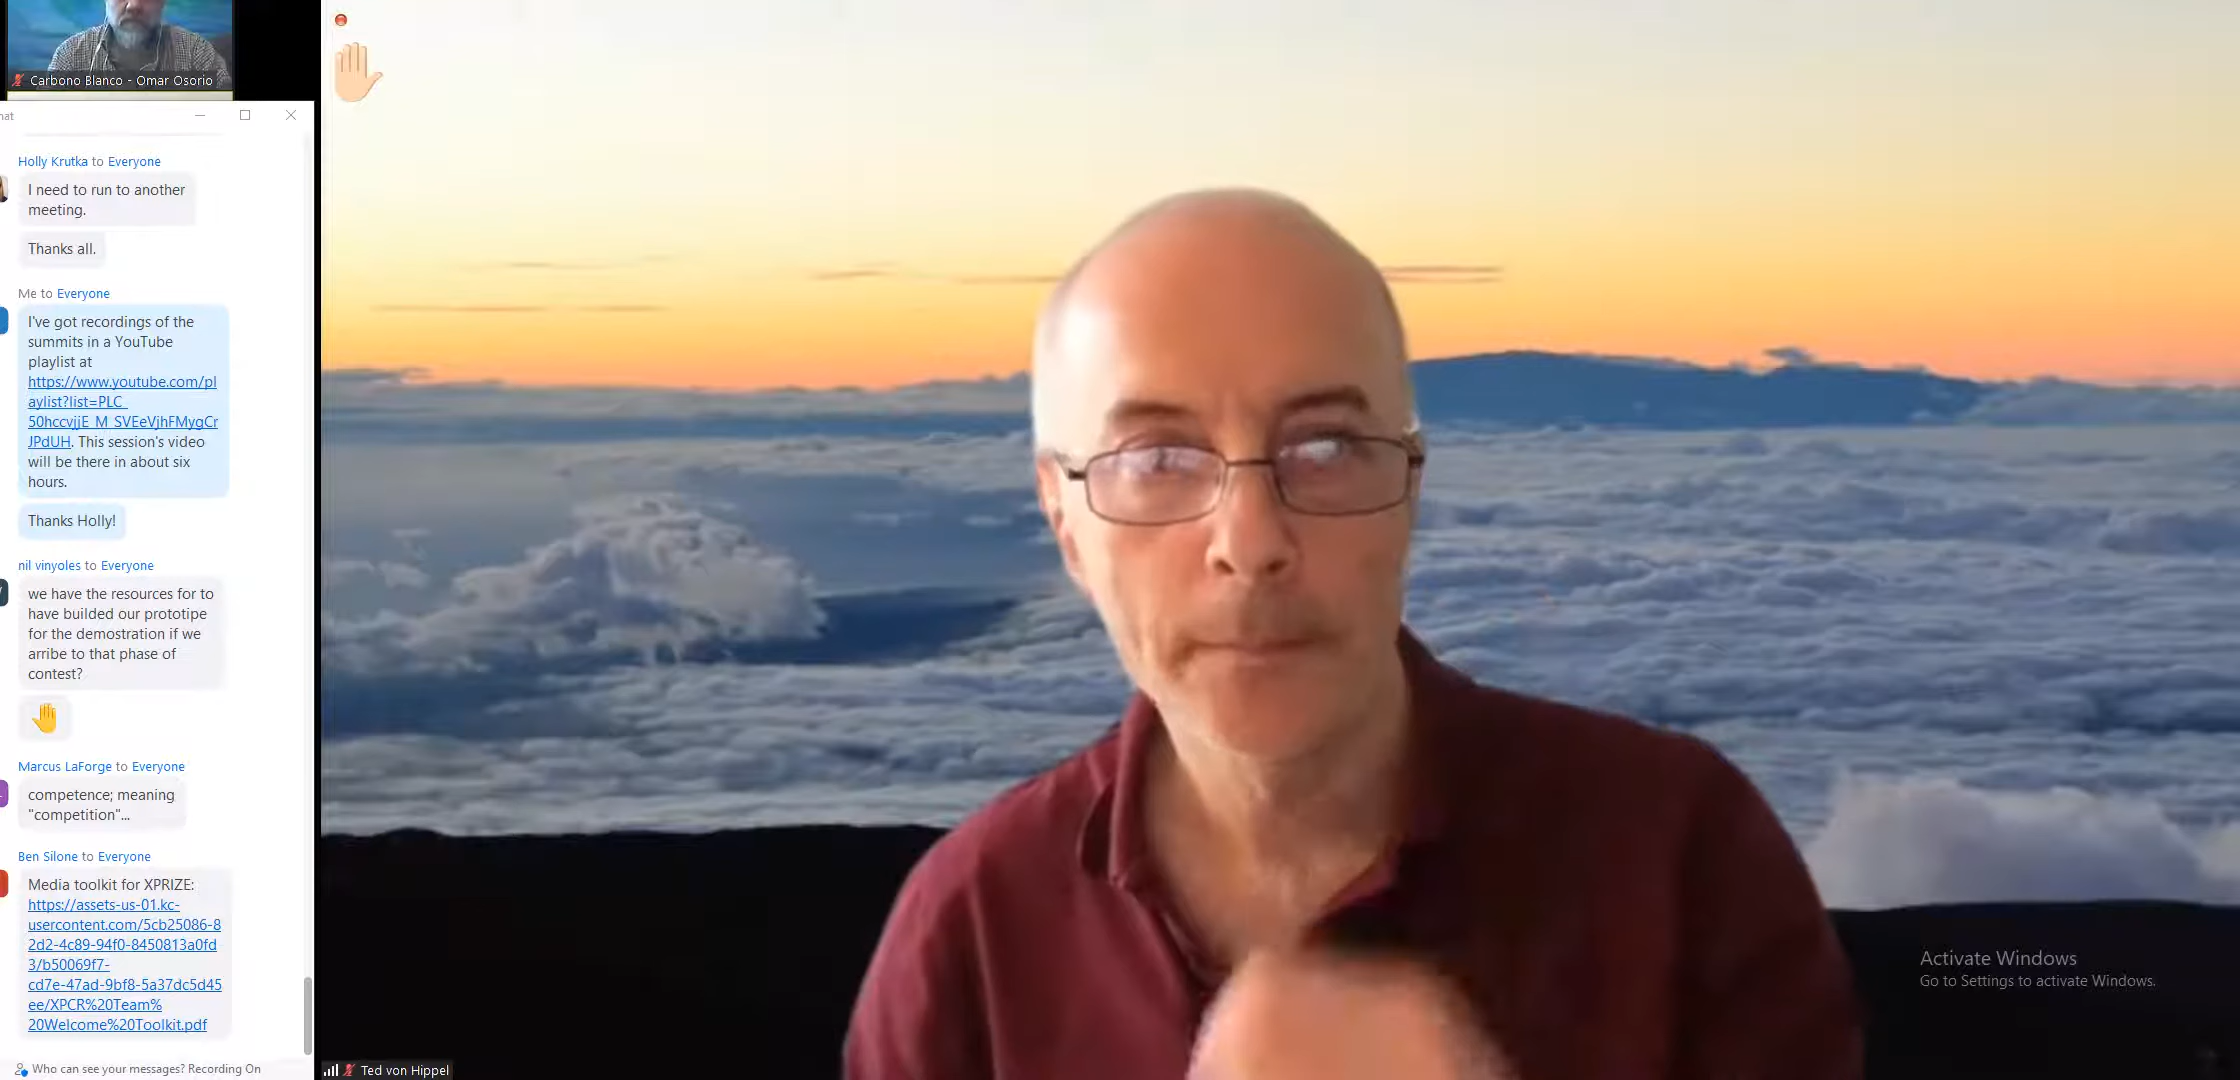 Carbono Blanco - Omar Osorio
hat
Holly Krutka to Everyone
I need to run to another
meeting.
Thanks all.
Me to Everyone
I've got recordings of the
summits in a YouTube
playlist at
https://www.youtube.com/pl
aylist?list=PLC_
50hccvjjE_M_SVEeVjhFMygCr
JPdUH. This session's video
will be there in about six
hours.
Thanks Holly!
nil vinyoles to Everyone
we have the resources for to
have builded our prototipe
for the demostration if we
arribe to that phase of
contest?
Marcus LaForge to Everyone
competence; meaning
"competition"...
Ben Silone to Everyone
Media toolkit for XPRIZE:
https://assets-us-01.kc-
usercontent.com/5cb25086-8
2d2-4c89-94f0-8450813a0fd
3/b50069f7-
cd7e-47ad-9bf8-5a37dc5d45
ee/XPCR%20Team%
20Welcome%20Toolkit.pdf
Who can see your messages? Recording On
Ted von Hippel
Activate Windows
Go to Settings to activate Windows.